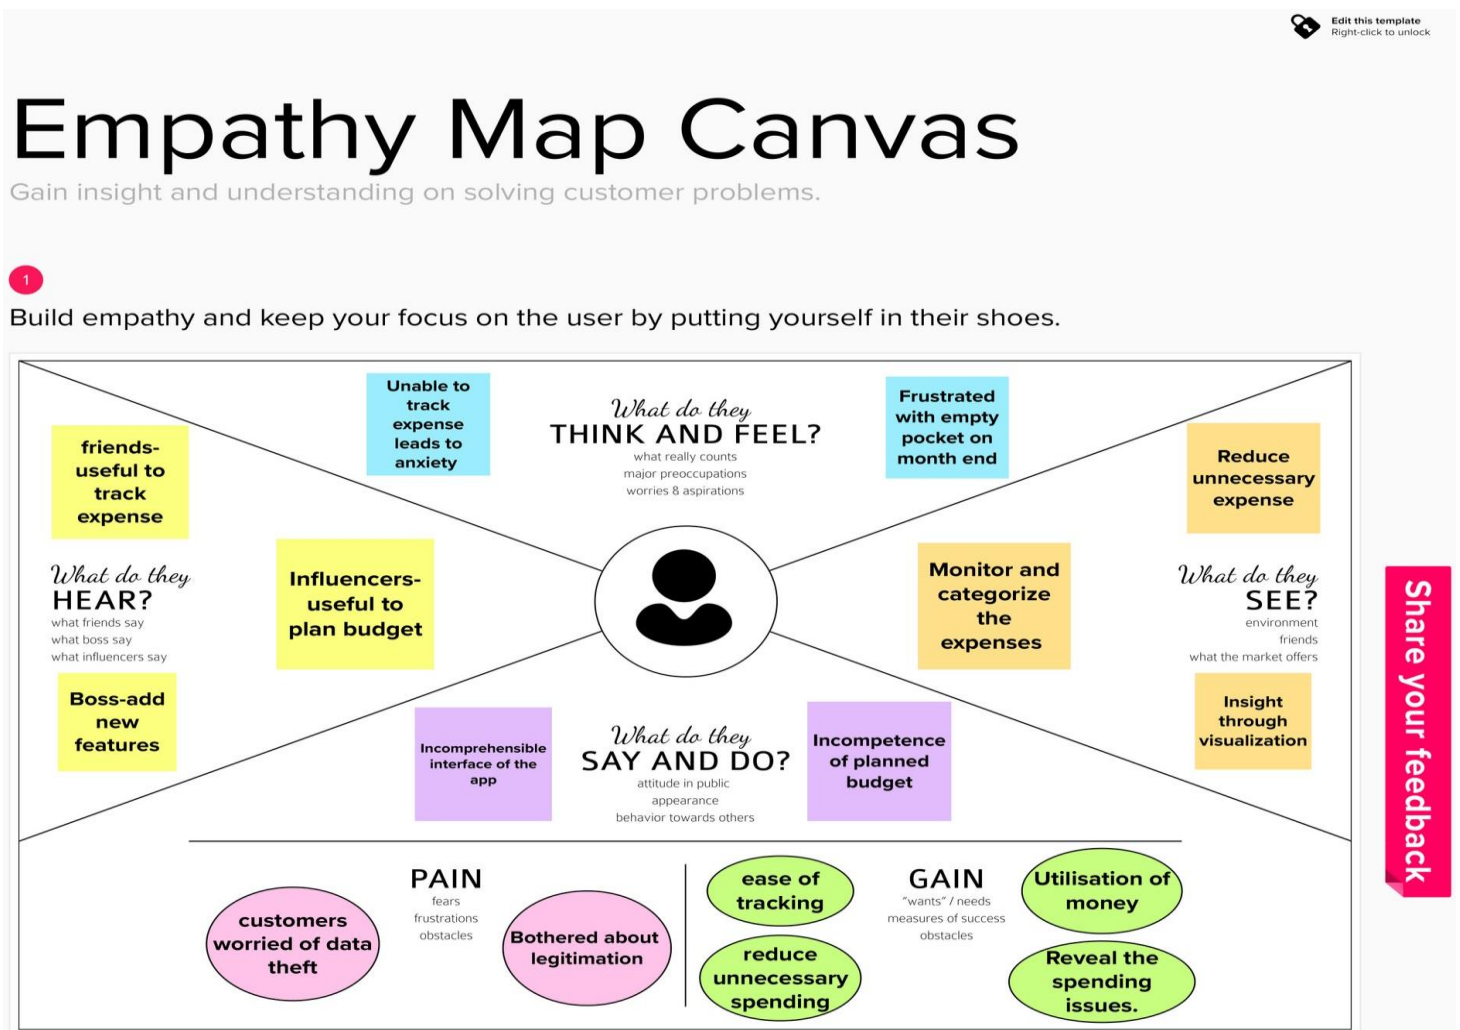 Edit this template
Right-click to unlock
Empathy Map Canvas
Gain insight and understanding on solving customer problems.
1
Build empathy and keep your focus on the user by putting yourself in their shoes.
Unable to
track
expense
leads to
anxiety
What do they
THINK AND FEEL?
what really counts
major preoccupations
worries & aspirations
Frustrated
with empty
pocket on
month end
friends-
useful to
track
expense
Influencers-
useful to
plan budget
What do they
HEAR?
what friends say
what boss say
what influencers say
Boss-add
new
features
Reduce
unnecessary
expense
Monitor and
categorize
the
expenses
What do they
SEE?
environment
friends
what the market offers
Insight
through
visualization
Incomprehensible
interface of the
app
What do they
SAY AND DO?
attitude in public
appearance
behavior towards others
Incompetence
of planned
budget
PAIN
fears
frustrations
obstacles
customers
worried of data
theft
Bothered about
legitimation
ease of
tracking
reduce
unnecessary
spending
GAIN
"wants" / needs
measures of success
obstacles
Utilisation of
money
Reveal the
spending
issues.
Share your feedback